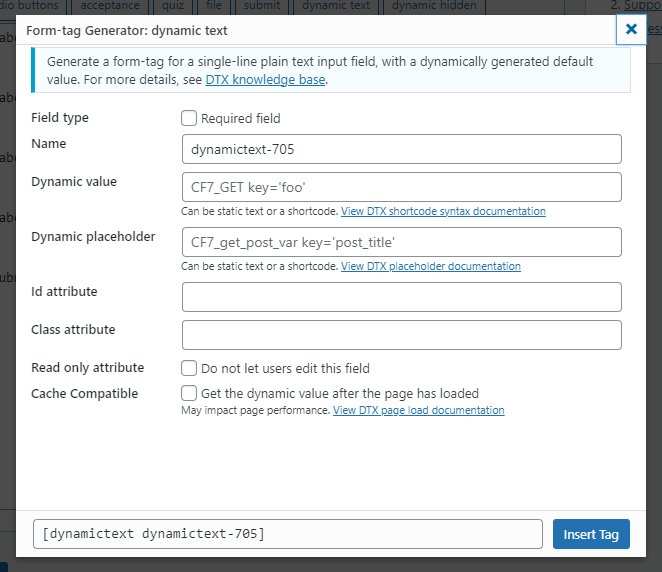 dio buttons acceptance quiz file submit dynamic text dynamic hidden
2. Suppo
Form-tag Generator: dynamic text
Generate a form-tag for a single-line plain text input field, with a dynamically generated default
value. For more details, see DTX knowledge base.
Field type
Required field
Name
dynamictext-705
Dynamic value
CF7_GET key='foo'
Can be static text or a shortcode. View DTX shortcode syntax documentation
Dynamic placeholder
CF7_get_post_var key='post_title'
Can be static text or a shortcode. View DTX placeholder documentation
Id attribute
Class attribute
Read only attribute
Do not let users edit this field
Cache Compatible
Get the dynamic value after the page has loaded
May impact page performance. View DTX page load documentation
[dynamictext dynamictext-705]
Insert Tag